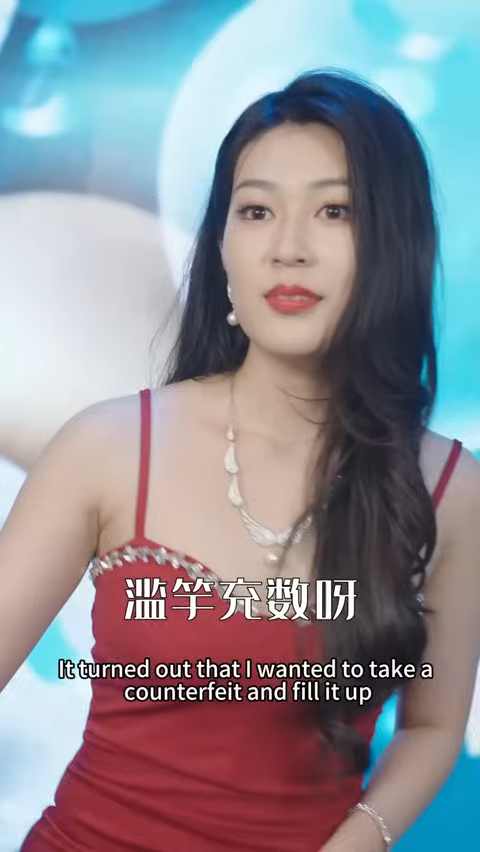 滥竽充数呀
It turned out that I wanted to take a
counterfeit and fill it up